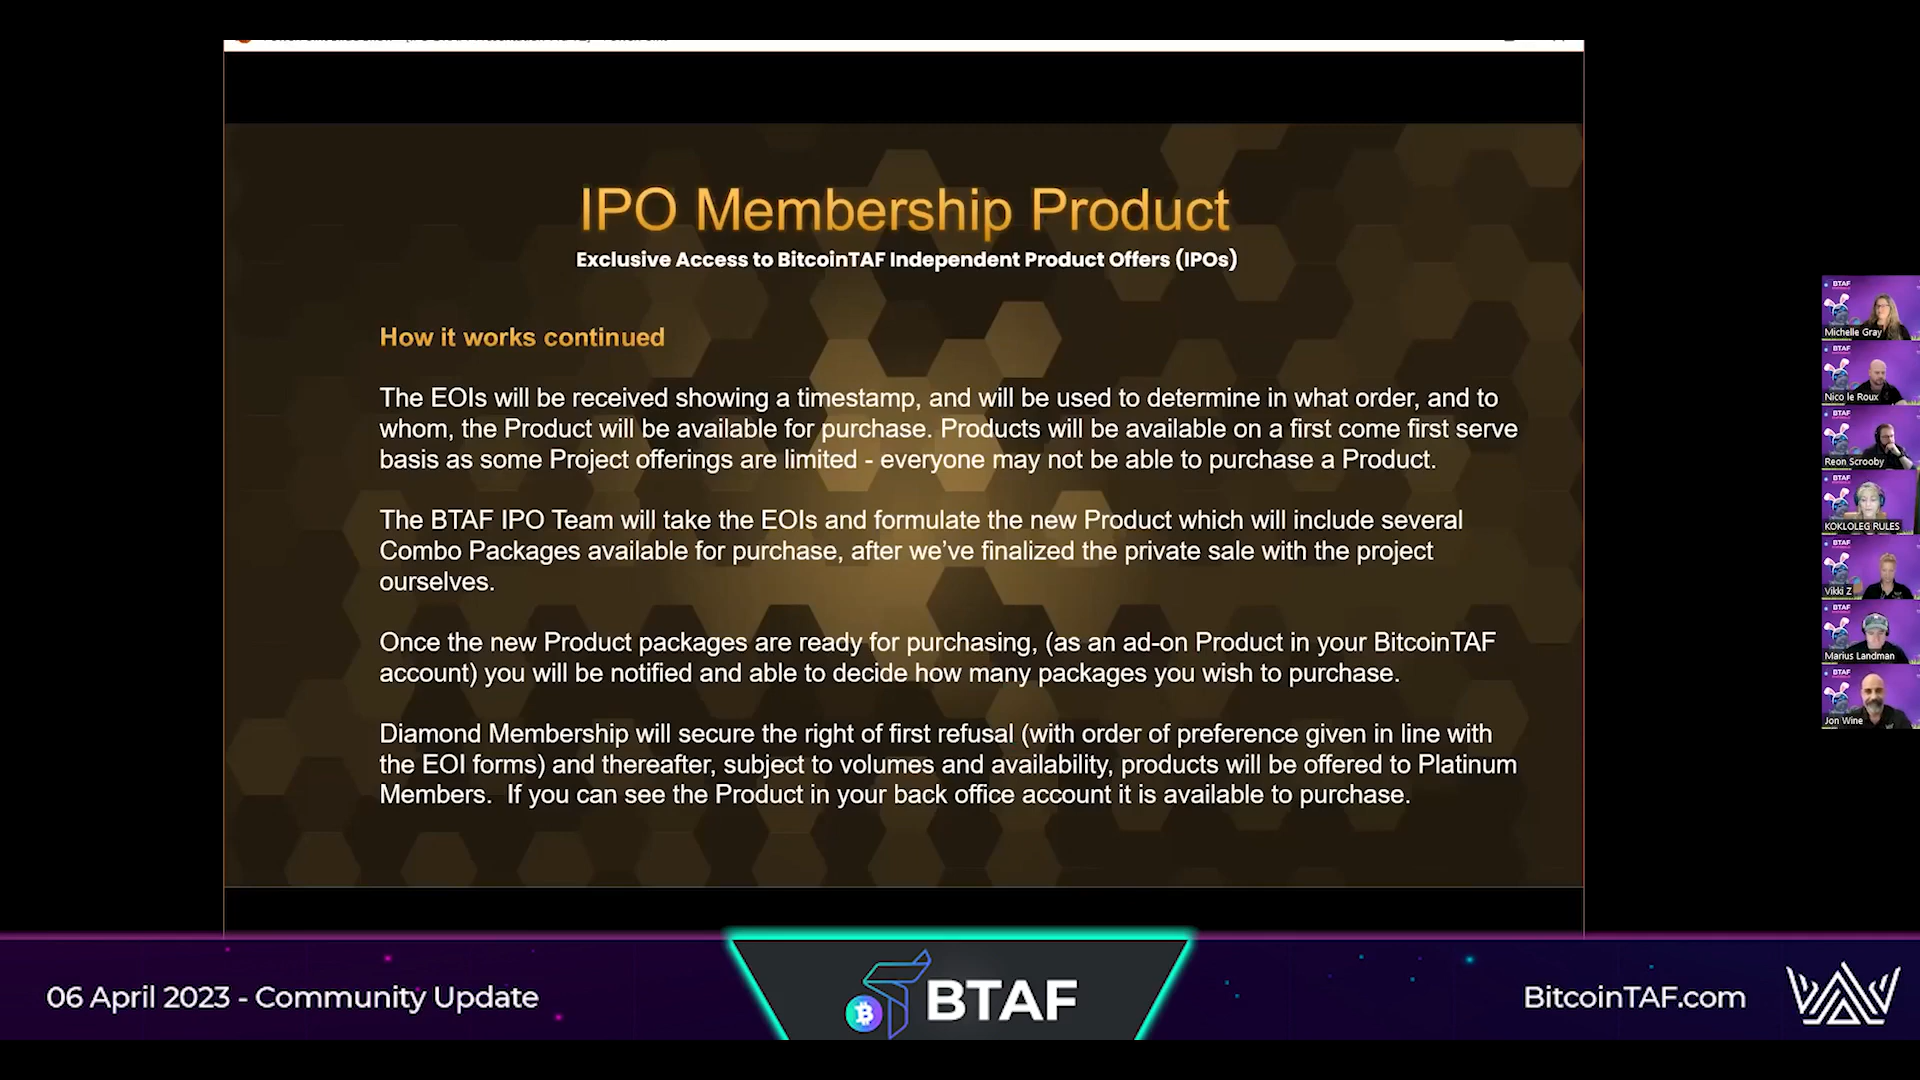 IPO Membership Product
Exclusive Access to BitcoinTAF Independent Product Offers (IPOs)
How it works continued
The EOIs will be received showing a timestamp, and will be used to determine in what order, and to
whom, the Product will be available for purchase. Products will be available on a first come first serve
basis as some Project offerings are limited - everyone may not be able to purchase a Product.
The BTAF IPO Team will take the EOIs and formulate the new Product which will include several
Combo Packages available for purchase, after we've finalized the private sale with the project
ourselves.
Once the new Product packages are ready for purchasing, (as an ad-on Product in your BitcoinTAF
account) you will be notified and able to decide how many packages you wish to purchase.
Diamond Membership will secure the right of first refusal (with order of preference given in line with
the EOI forms) and thereafter, subject to volumes and availability, products will be offered to Platinum
Members. If you can see the Product in your back office account it is available to purchase.
BTAF
Michelle Gray
BTAF
Nico le Roux
BTAF
Reon Scrooby
BTAF
KOKLOLEG RULES
BTAF
Vikki Z
BTAF
Marius Landman
BTAF
Jon Wine
06 April 2023 - Community Update
BTAF
BitcoinTAF.com